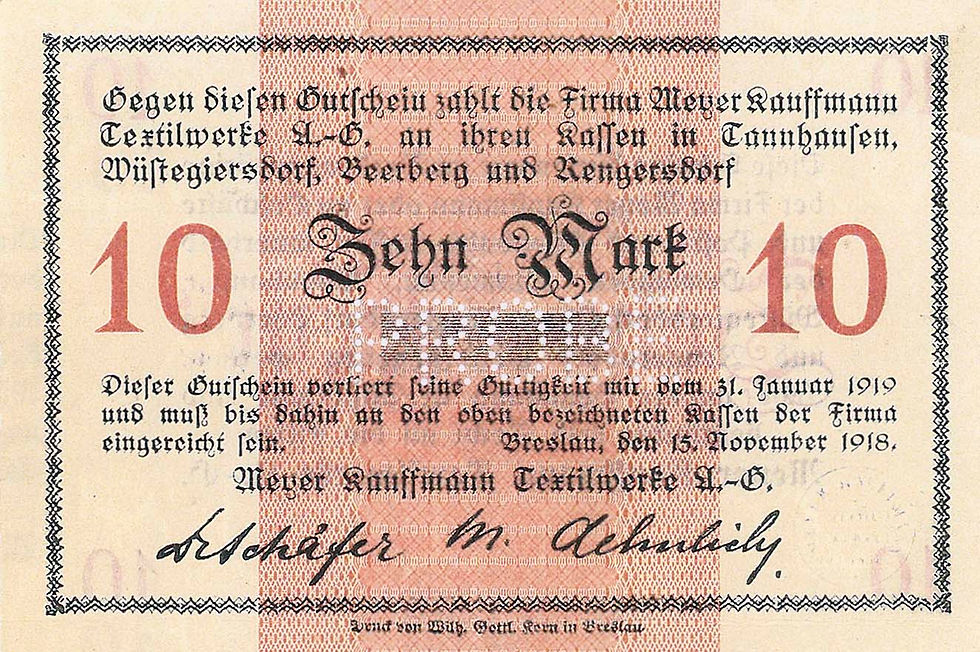 Gegen diesen Gutschein zahlt die Firma Meyer Kauffmann
Textilwerke A.-G. an ihren Kassen in Tannhausen,
Wüstegiersdorf, Beerberg und Rengersdorf
10 Zehn Mark 10
Dieser Gutschein verliert seine Gültigkeit mit dem 31. Januar 1919
und muß bis dahin an den oben bezeichneten Kassen der Firma
eingereicht sein. Breslau, den 15. November 1918.
Meyer Kauffmann Textilwerke A.-G.
Dr Schäfer M.
Druck von Wilh. Gottl. Korn in Breslau